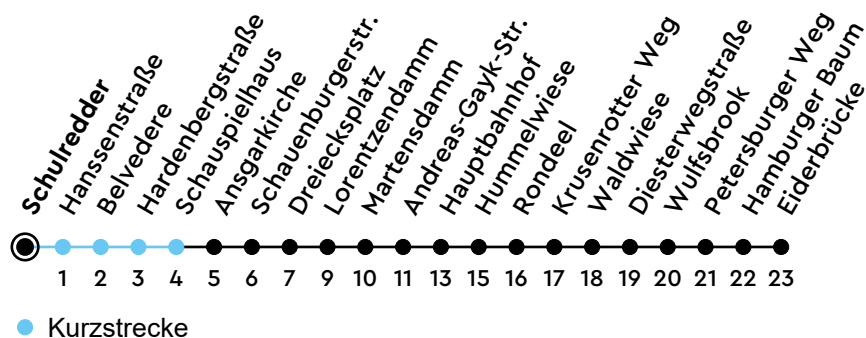 Schulredder
Hanssenstraße
Belvedere
Hardenbergstraße
Schauspielhaus
Ansgarkirche
Schauenburgerstr.
Dreiecksplatz
Lorentzendamm
Martensdamm
Andreas-Gayk-Str.
Hauptbahnhof
Hummelwiese
Rondeel
Krusenrotter Weg
Waldwiese
Diesterwegstraße
Wulfsbrook
Petersburger Weg
Hamburger Baum
Eiderbrücke
1 2 3 4 5 6 7 9 10 11 13 15 16 17 18 19 20 21 22 23
Kurzstrecke